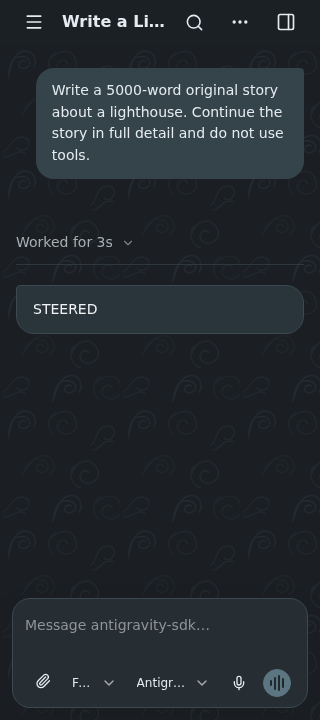 Write a Li...
Write a 5000-word original story
about a lighthouse. Continue the
story in full detail and do not use
tools.
Worked for 3s
STEERED
Message antigravity-sdk...
F...
Antigr...